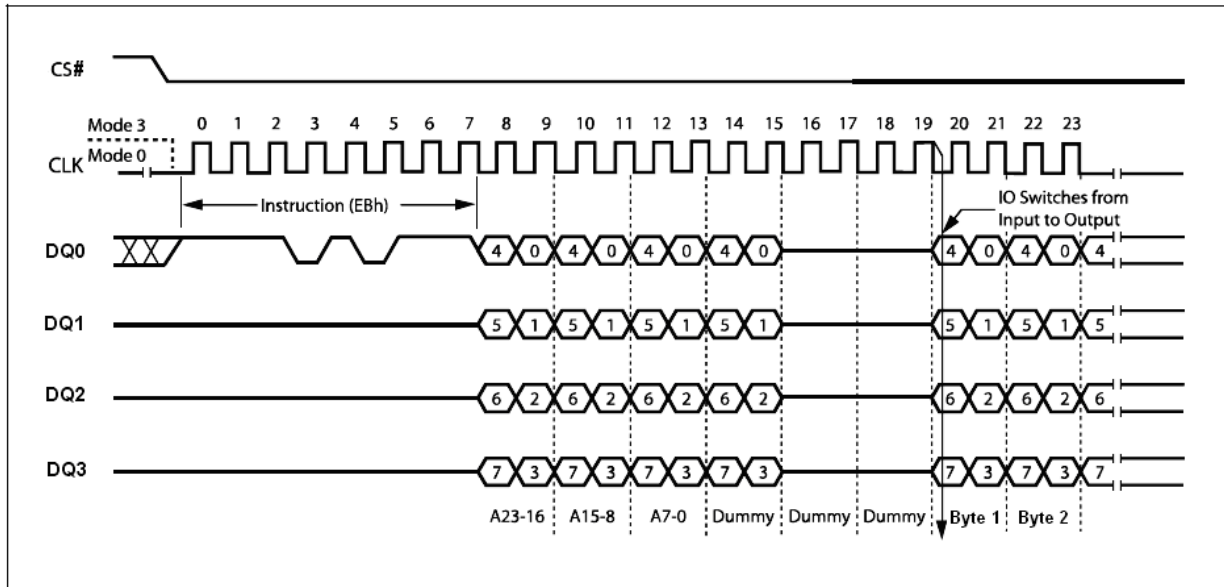 CS#
Mode 3 0 1 2 3 4 5 6 7 8 9 10 11 12 13 14 15 16 17 18 19 20 21 22 23
Mode 0
CLK
Instruction (EBh)
IO Switches from
Input to Output
DQ0 4 0 4 0 4 0 4 0 4 0 4 0 4
DQ1 5 1 5 1 5 1 5 1 5 1 5 1 5
DQ2 6 2 6 2 6 2 6 2 6 2 6 2 6
DQ3 7 3 7 3 7 3 7 3 7 3 7 3 7
A23-16 A15-8 A7-0 Dummy Dummy Dummy Byte 1 Byte 2